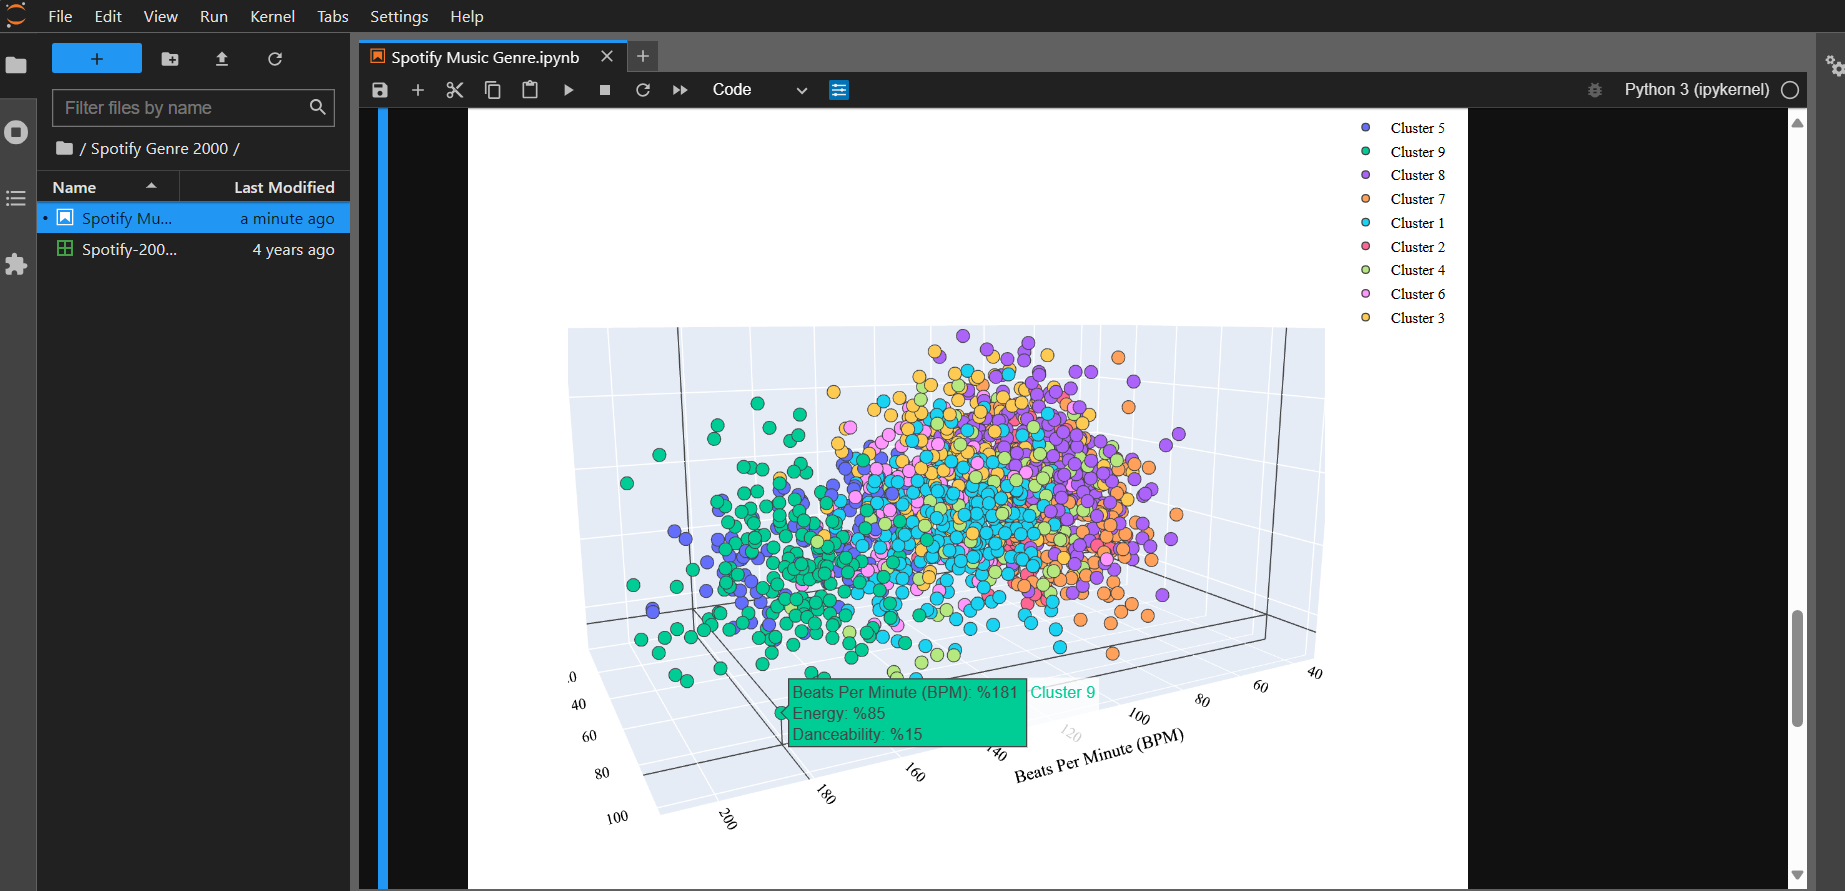 File Edit View Run Kernel Tabs Settings Help
+
Filter files by name
/ Spotify Genre 2000 /
Name Last Modified
Spotify Mu... a minute ago
Spotify-200... 4 years ago
Spotify Music Genre.ipynb
Code
Python 3 (ipykernel)
Cluster 5
Cluster 9
Cluster 8
Cluster 7
Cluster 1
Cluster 2
Cluster 4
Cluster 6
Cluster 3
40
60
80
100
200
180
160
140
120
100
80
60
40
Beats Per Minute (BPM)
Beats Per Minute (BPM): %181
Energy: %85
Danceability: %15
Cluster 9